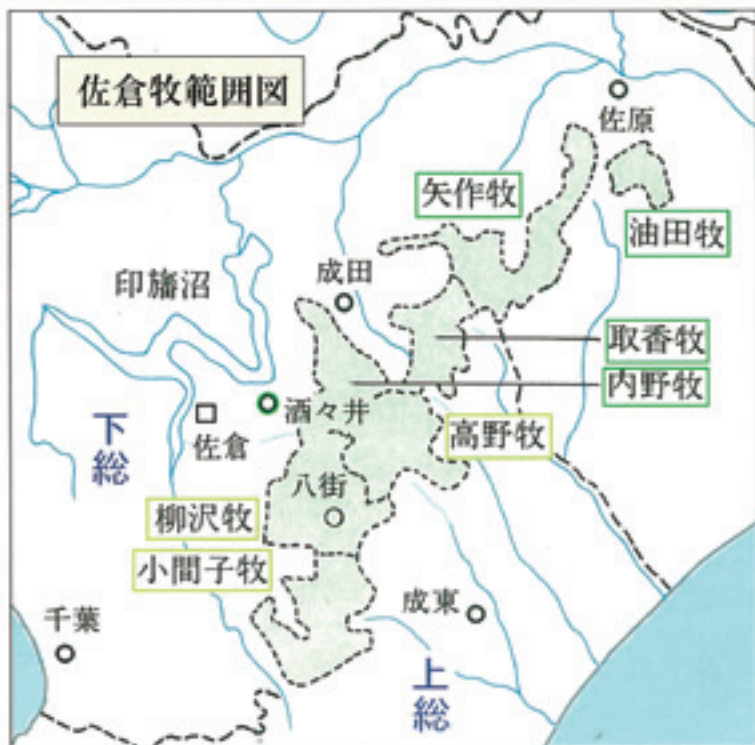 佐倉牧範囲図
佐原
矢作牧
油田牧
成田
印旛沼
取香牧
内野牧
酒々井
佐倉
高野牧
下総
八街
柳沢牧
小間子牧
成東
千葉
上総